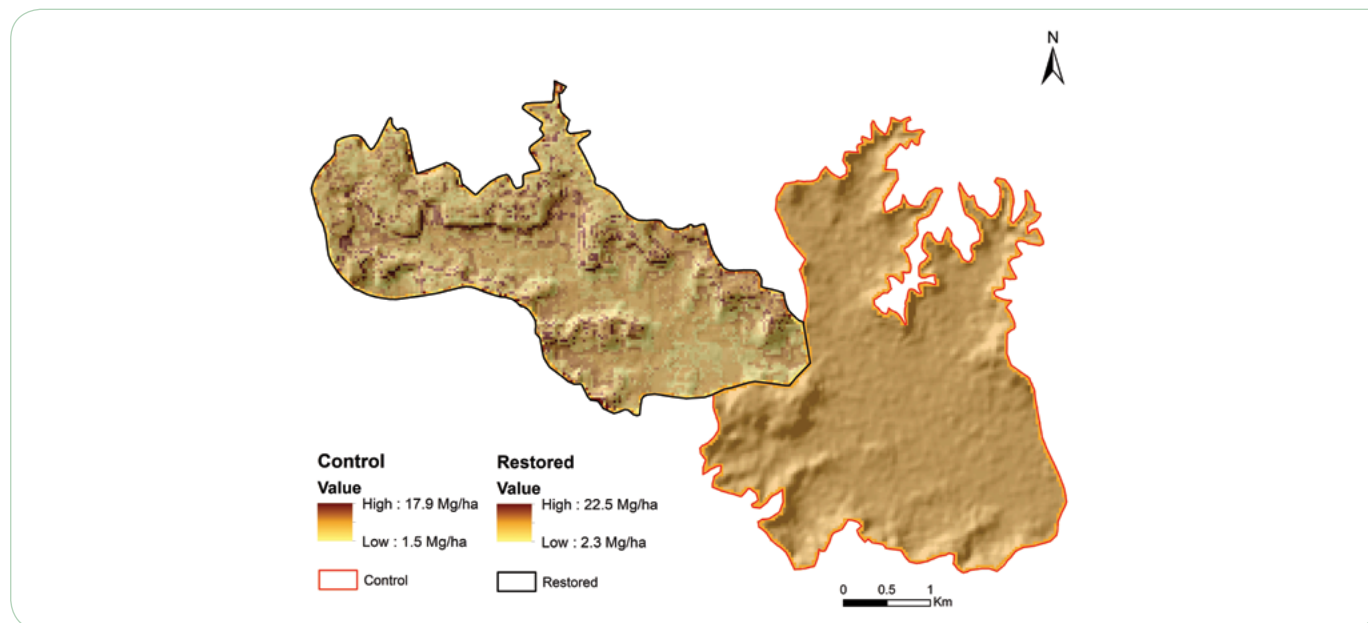 N
Control
Value
High : 17.9 Mg/ha
Low : 1.5 Mg/ha
Control
Restored
Value
High : 22.5 Mg/ha
Low : 2.3 Mg/ha
Restored
0 0.5 1
Km